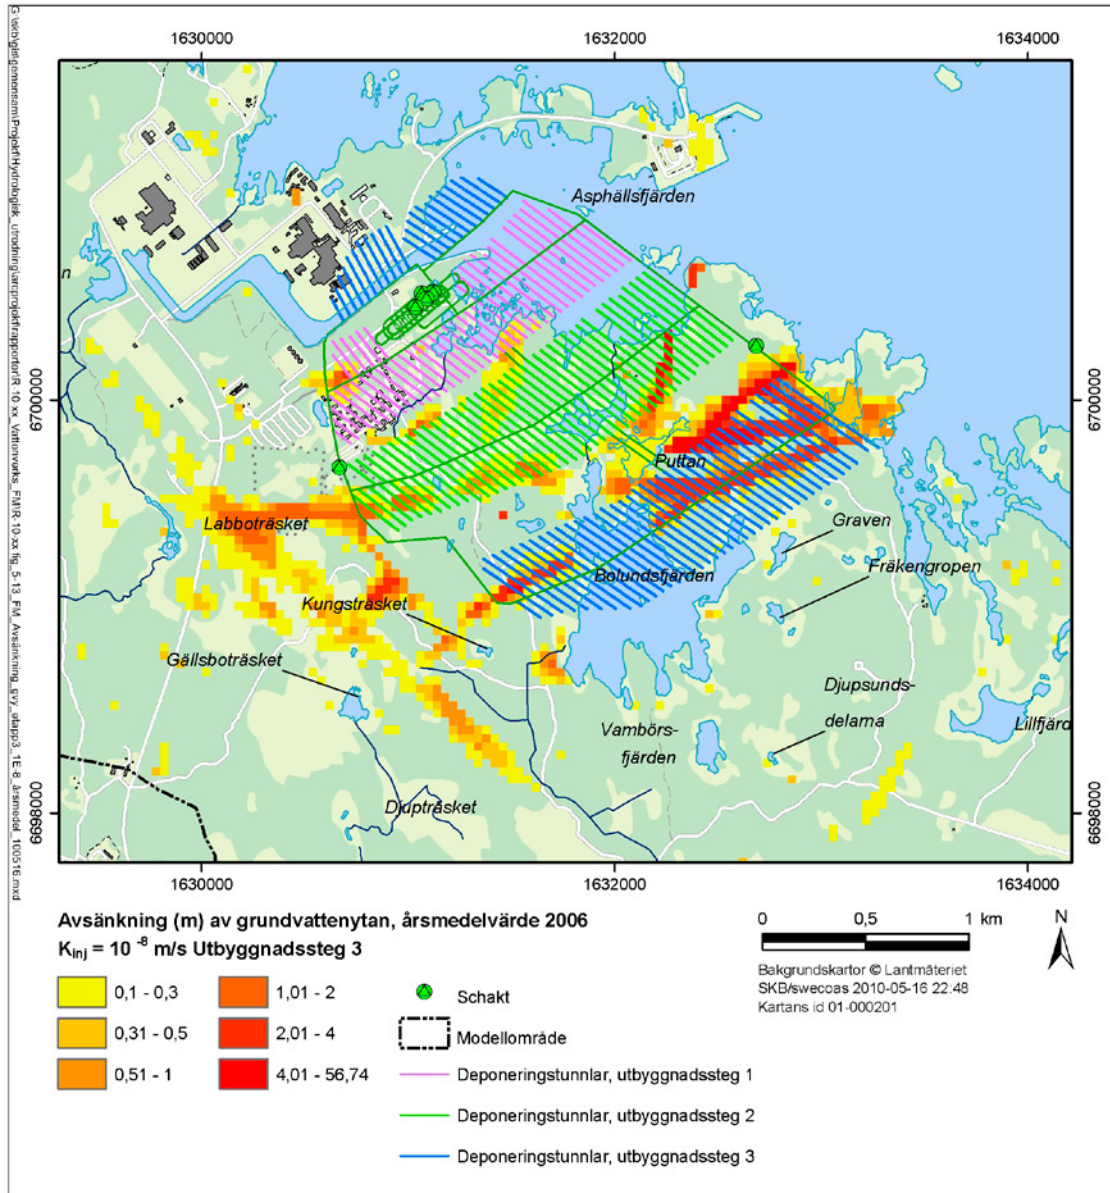 1630000 1632000 1634000
Asphällsfjärden
6700000 6700000
Puttan
Labboträsket
Graven
Fräkengropen
Bolundsfjärden
Kungsträsket
Gällsboträsket
Djupsunds-
delarna
Lillfjärd
Vambörs-
fjärden
Djupträsket
6698000 6698000
1630000 1632000 1634000
Avsänkning (m) av grundvattenytan, årsmedelvärde 2006
Kinj = 10 -8 m/s Utbyggnadssteg 3
0 0,5 1 km
N
Bakgrundskartor © Lantmäteriet
SKB/swecoas 2010-05-16 22:48
Kartans id 01-000201
0,1 - 0,3
0,31 - 0,5
0,51 - 1
1,01 - 2
2,01 - 4
4,01 - 56,74
Schakt
Modellområde
Deponeringstunnlar, utbyggnadssteg 1
Deponeringstunnlar, utbyggnadssteg 2
Deponeringstunnlar, utbyggnadssteg 3